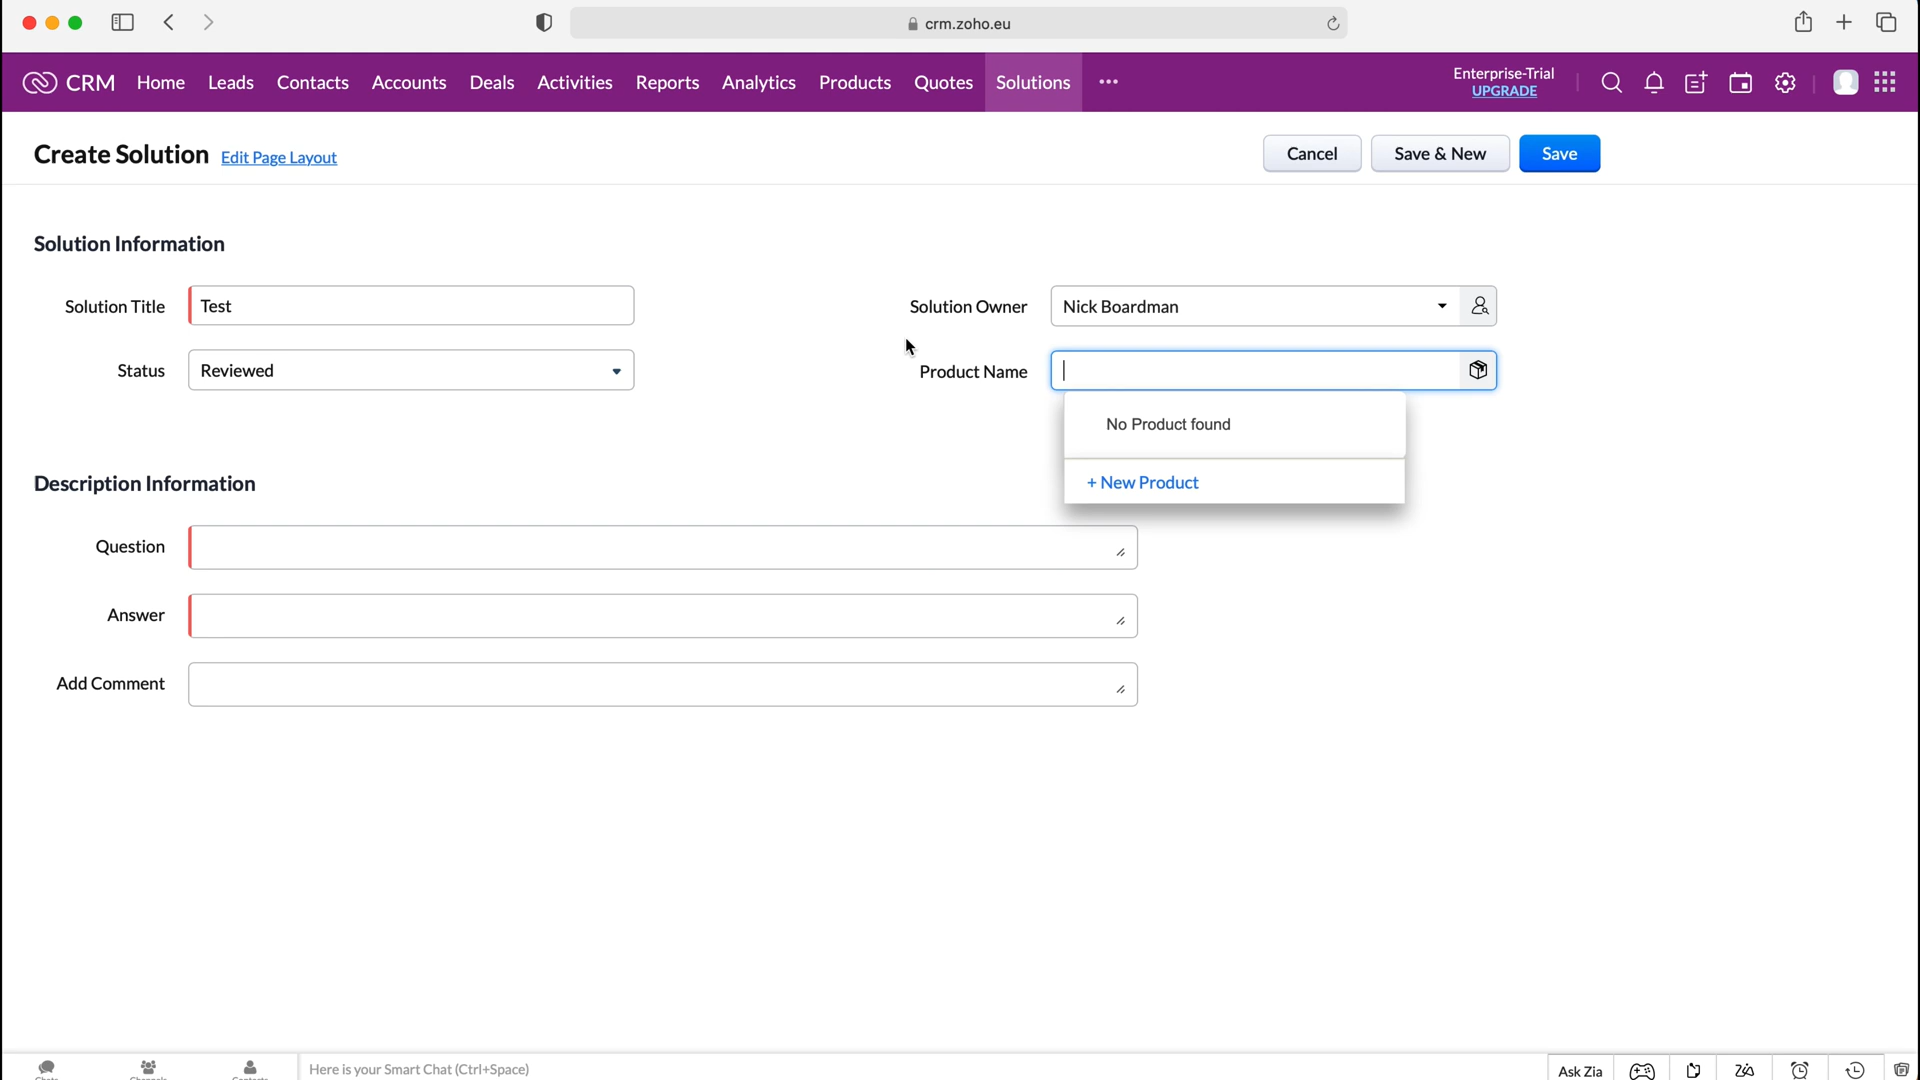 crm.zoho.eu
CRM Home Leads Contacts Accounts Deals Activities Reports Analytics Products Quotes Solutions ••• Enterprise-Trial
UPGRADE
Create Solution Edit Page Layout Cancel Save & New Save
Solution Information
Solution Title Test Solution Owner Nick Boardman
Status Reviewed Product Name
No Product found
+ New Product
Description Information
Question
Answer
Add Comment
Here is your Smart Chat (Ctrl+Space) Ask Zia